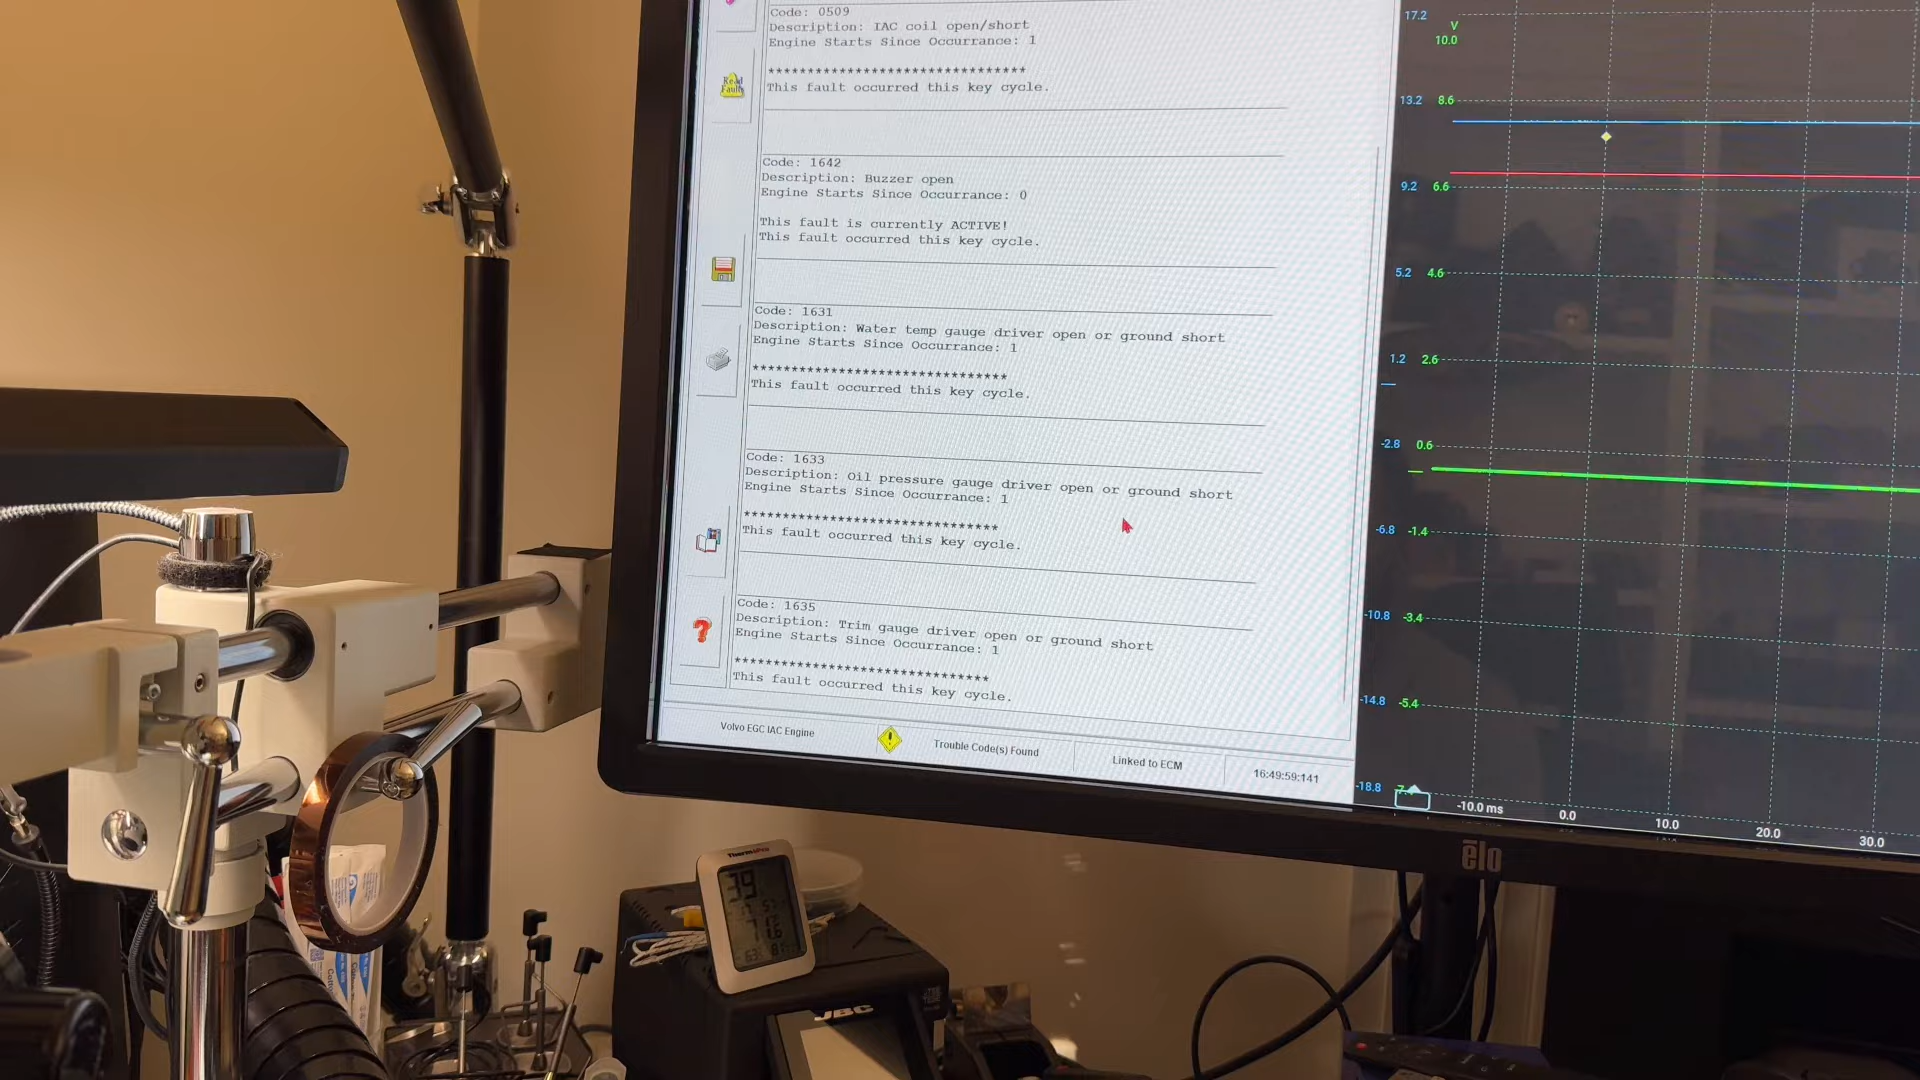 Code: 0509
Description: IAC coil open/short
Engine Starts Since Occurrance: 1
*********************************
This fault occurred this key cycle.
Read
Faults
Code: 1642
Description: Buzzer open
Engine Starts Since Occurrance: 0
This fault is currently ACTIVE!
This fault occurred this key cycle.
Code: 1631
Description: Water temp gauge driver open or ground short
Engine Starts Since Occurrance: 1
*********************************
This fault occurred this key cycle.
Code: 1633
Description: Oil pressure gauge driver open or ground short
Engine Starts Since Occurrance: 1
*********************************
This fault occurred this key cycle.
Code: 1635
Description: Trim gauge driver open or ground short
Engine Starts Since Occurrance: 1
*********************************
This fault occurred this key cycle.
Volvo EGC IAC Engine
Trouble Code(s) Found
Linked to ECM
16:49:59:141
17.2
V
10.0
13.2 8.6
9.2 6.6
5.2 4.6
1.2 2.6
-2.8 0.6
-6.8 -1.4
-10.8 -3.4
-14.8 -5.4
-18.8
-10.0 ms
0.0
10.0
20.0
30.0
elo
ThermoPro
JBC